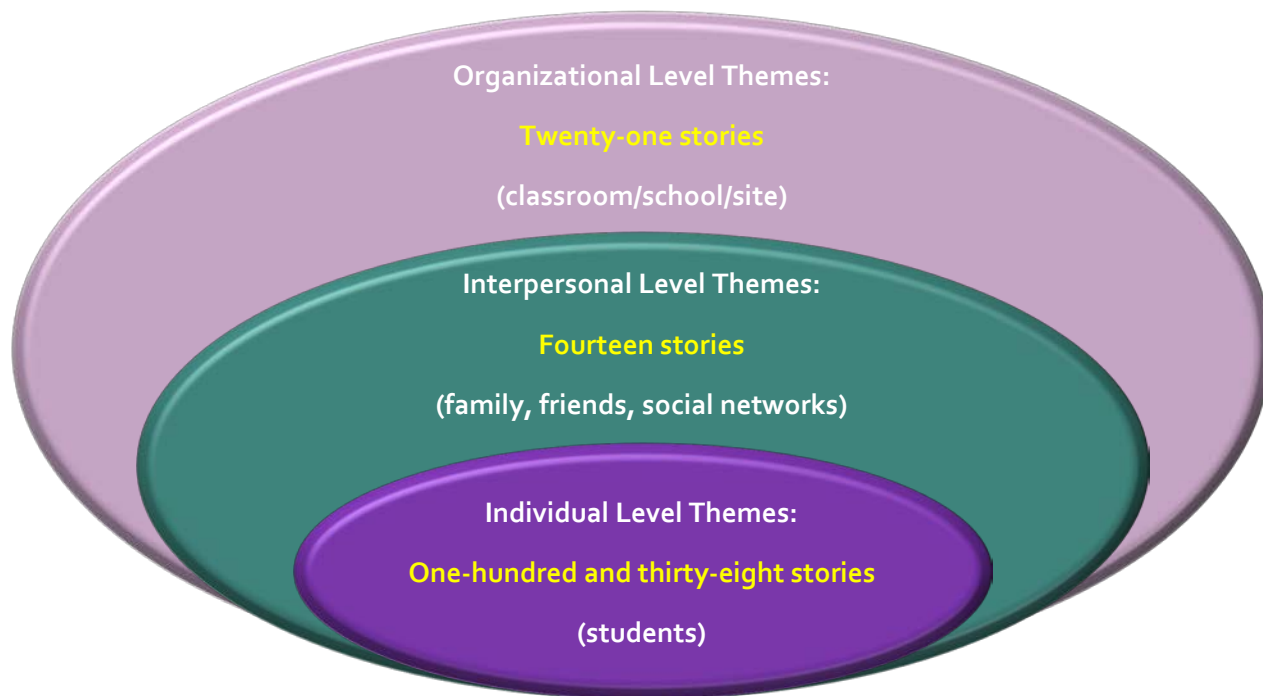 Organizational Level Themes:
Twenty-one stories
(classroom/school/site)
Interpersonal Level Themes:
Fourteen stories
(family, friends, social networks)
Individual Level Themes:
One-hundred and thirty-eight stories
(students)